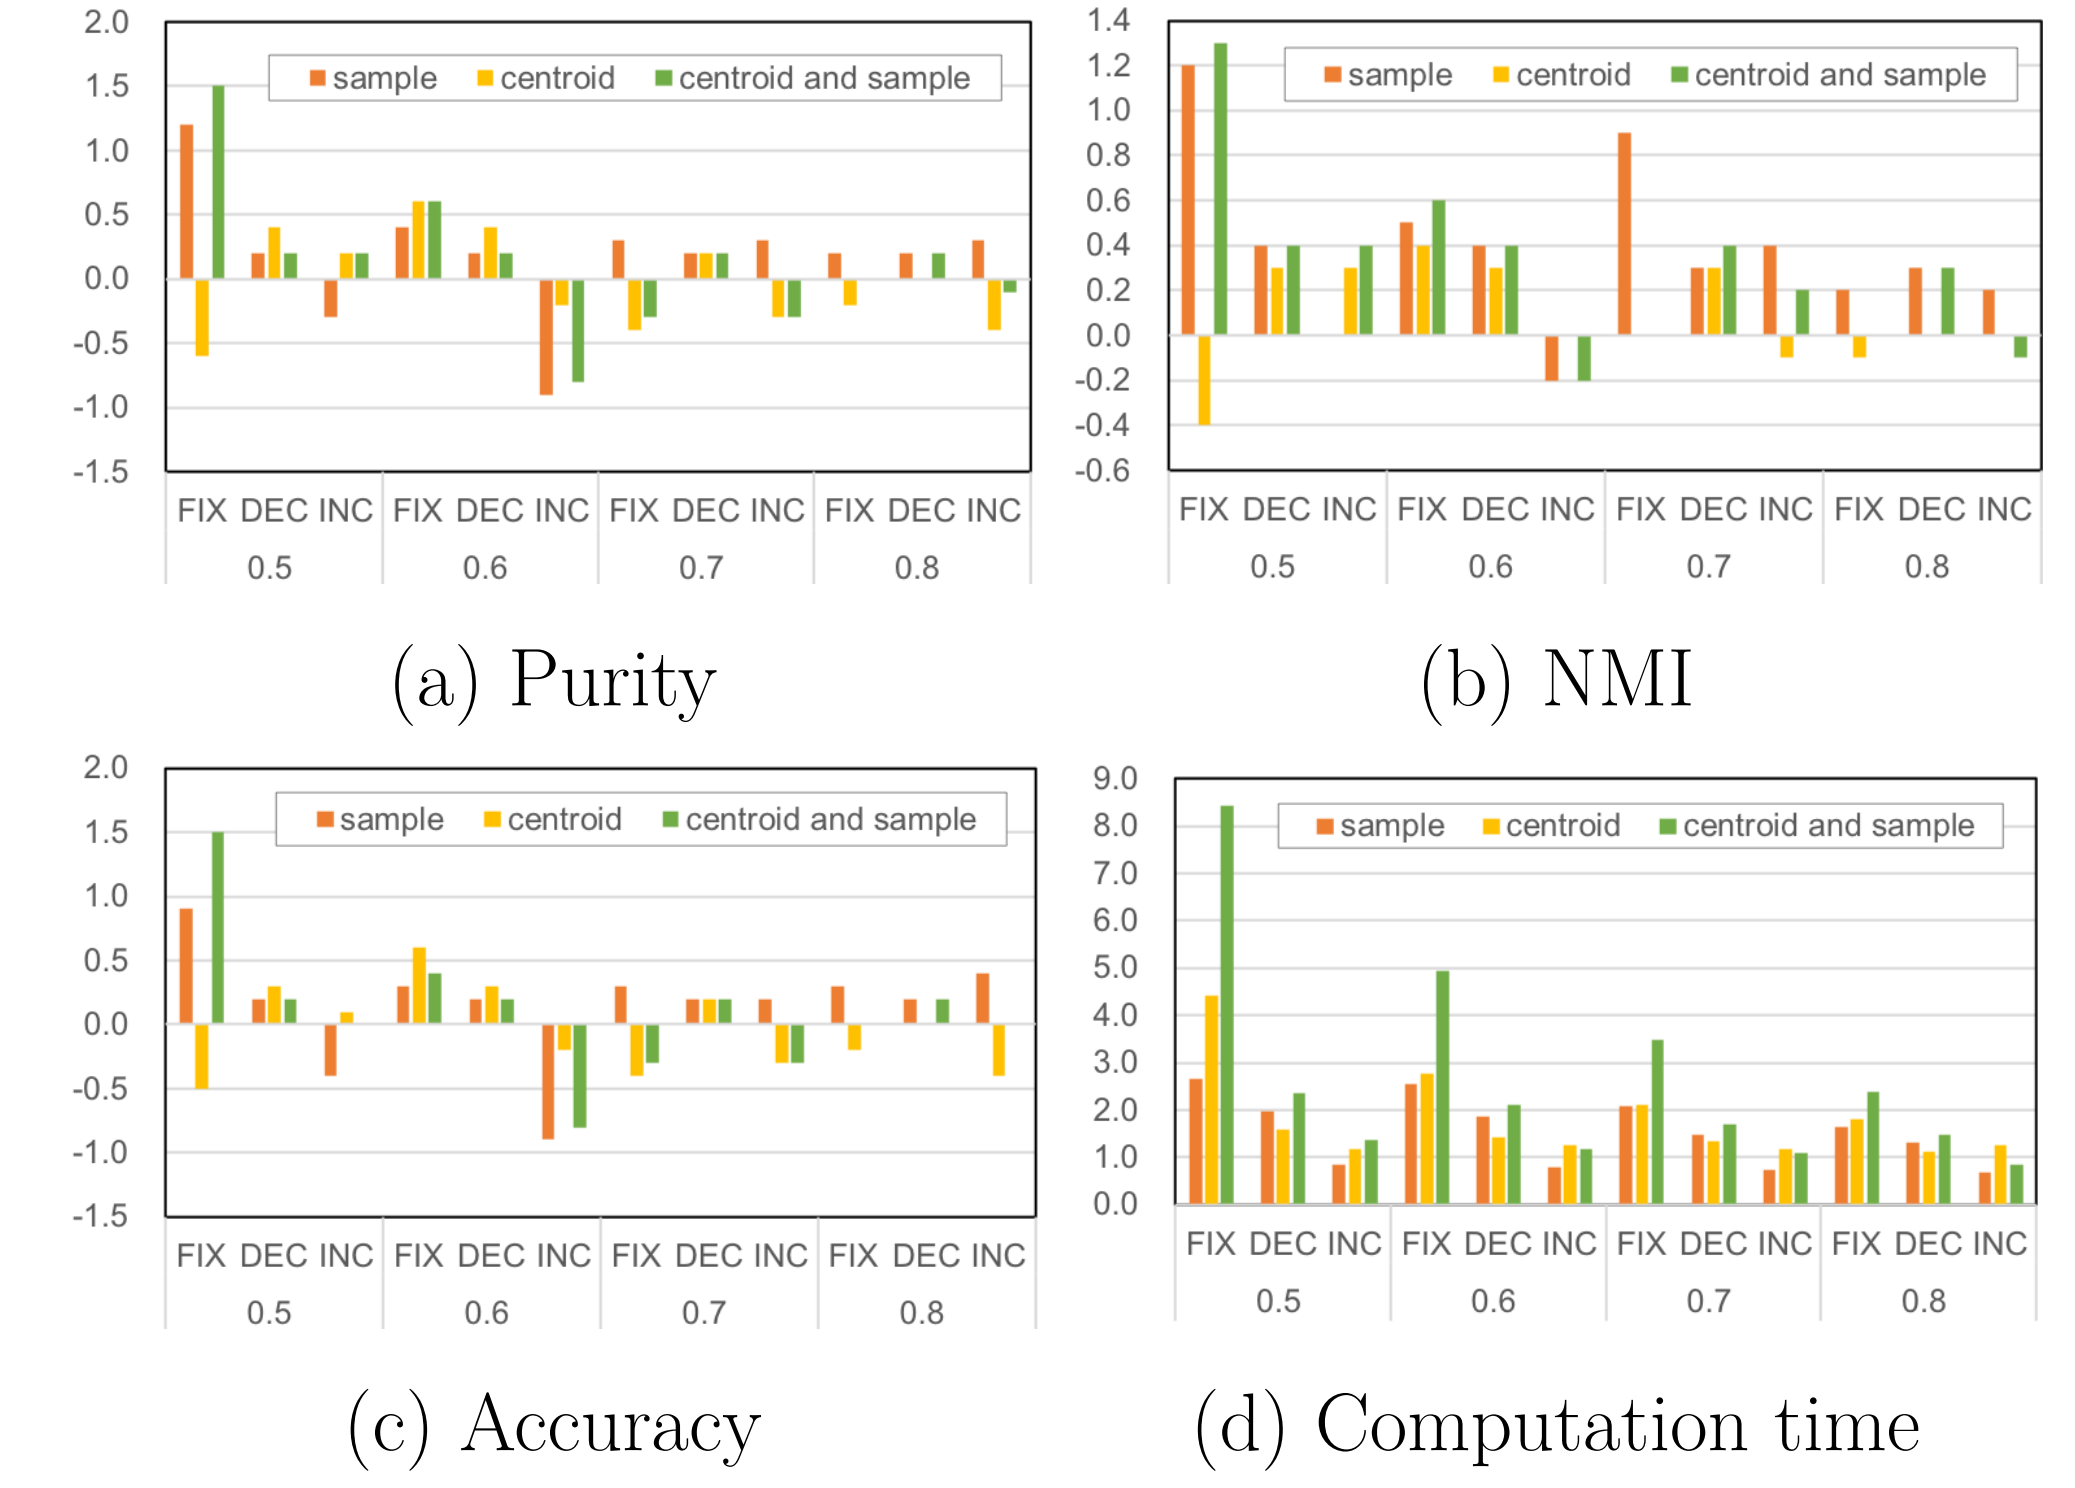 2.0
1.5
1.0
0.5
0.0
-0.5
-1.0
-1.5
sample centroid centroid and sample
FIX DEC INC FIX DEC INC FIX DEC INC FIX DEC INC
0.5 0.6 0.7 0.8
(a) Purity
1.4
1.2
1.0
0.8
0.6
0.4
0.2
0.0
-0.2
-0.4
-0.6
sample centroid centroid and sample
FIX DEC INC FIX DEC INC FIX DEC INC FIX DEC INC
0.5 0.6 0.7 0.8
(b) NMI
2.0
1.5
1.0
0.5
0.0
-0.5
-1.0
-1.5
sample centroid centroid and sample
FIX DEC INC FIX DEC INC FIX DEC INC FIX DEC INC
0.5 0.6 0.7 0.8
(c) Accuracy
9.0
8.0
7.0
6.0
5.0
4.0
3.0
2.0
1.0
0.0
sample centroid centroid and sample
FIX DEC INC FIX DEC INC FIX DEC INC FIX DEC INC
0.5 0.6 0.7 0.8
(d) Computation time